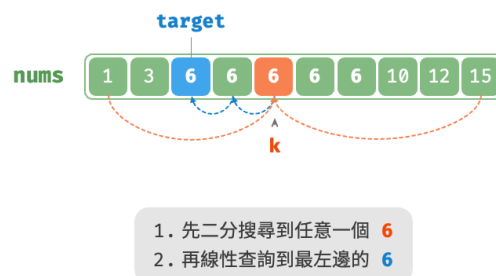 target
nums 1 3 6 6 6 6 6 10 12 15
k
1. 先二分搜尋到任意一個 6
2. 再線性查詢到最左邊的 6